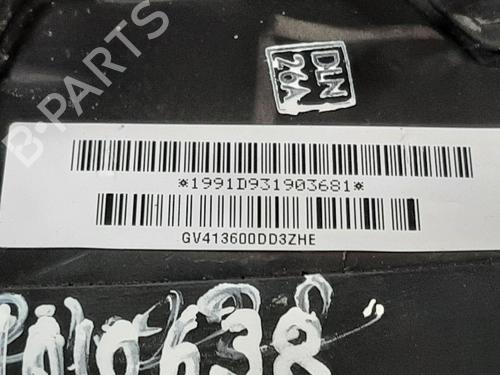 B-PARTS
DLN
26A
*1991D931903681*
GV413600DD3ZHE